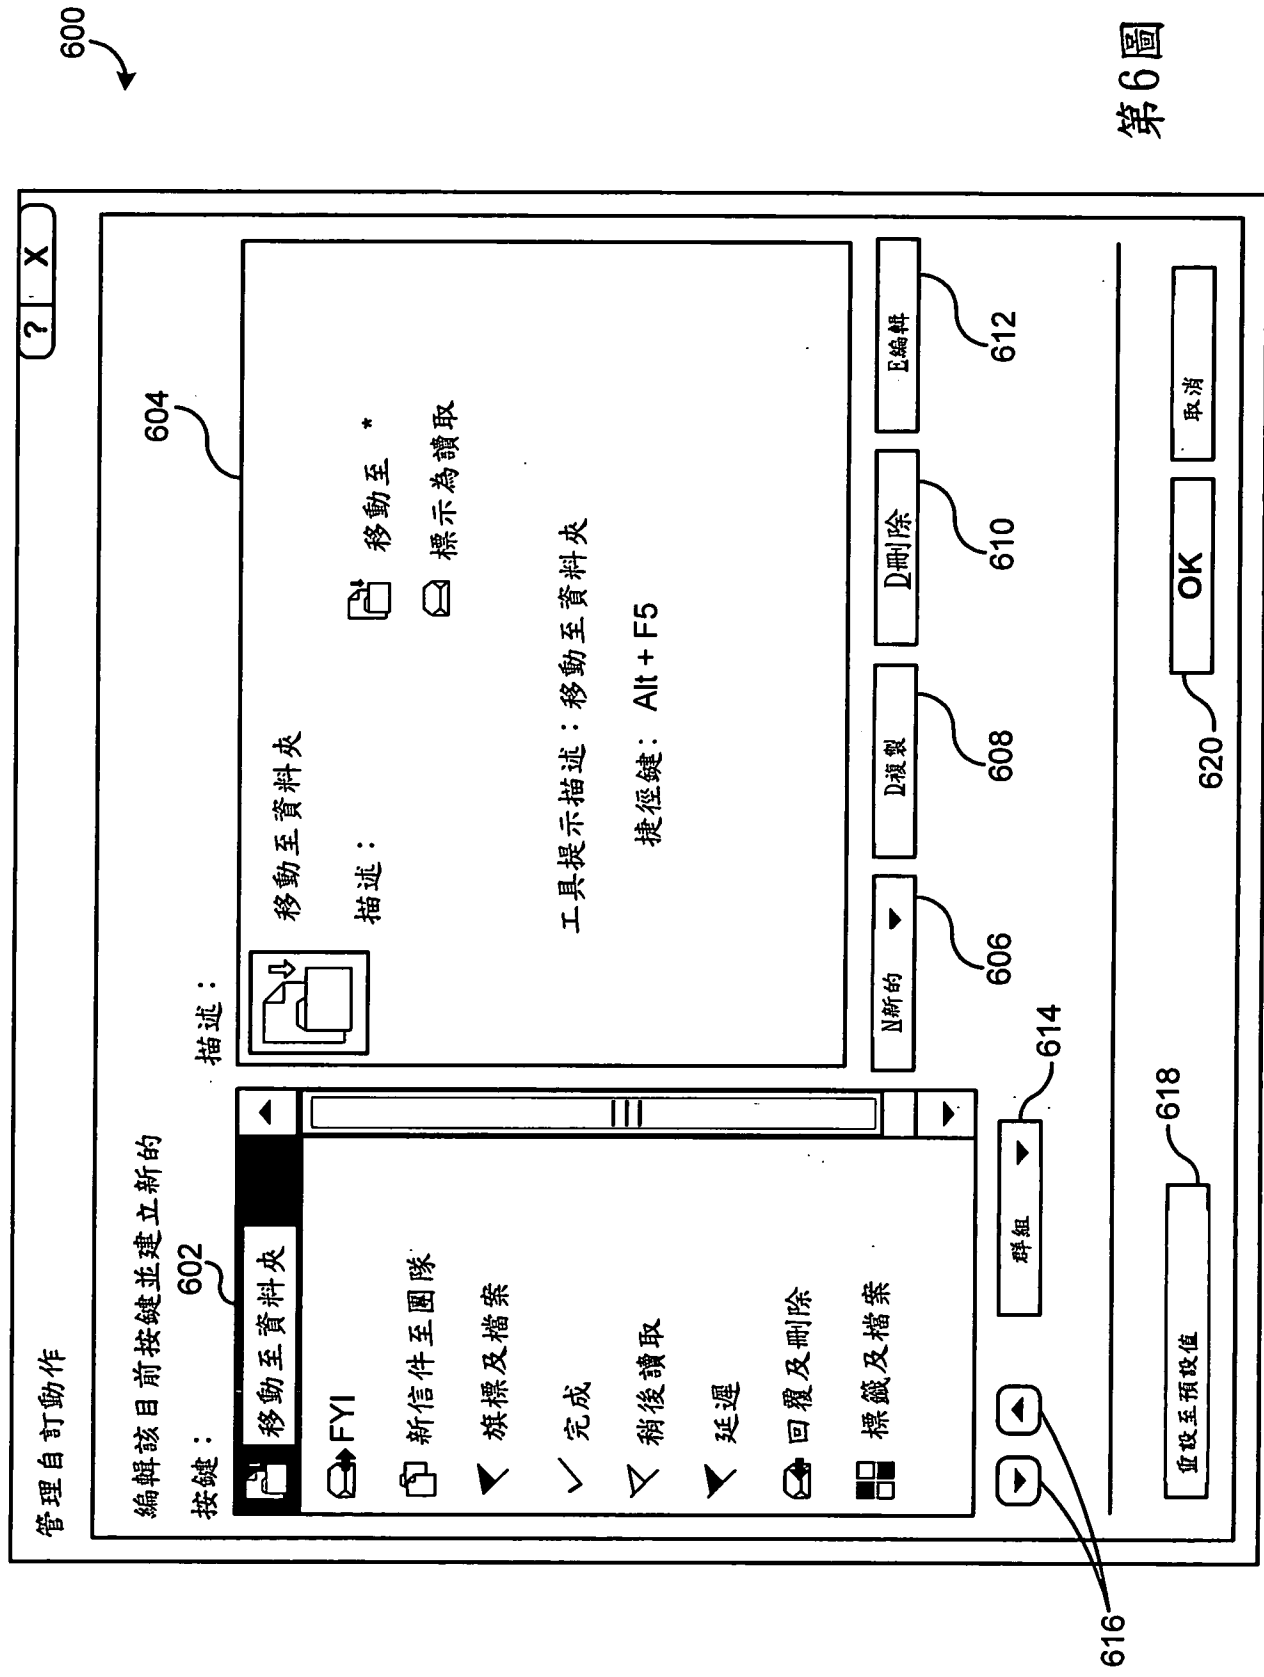 600
管理自訂動作
? X
編輯該目前按鍵並建立新的
按鍵：
602
移動至資料夾
FYI
新信件至團隊
旗標及檔案
完成
稍後讀取
延遲
回覆及刪除
標籤及檔案
616
群組
614
描述：
604
移動至資料夾
描述：
移動至 *
標示為讀取
工具提示描述：移動至資料夾
捷徑鍵： Alt + F5
N新的
606
D複製
608
D刪除
610
E編輯
612
重設至預設值
618
OK
620
取消
第6圖